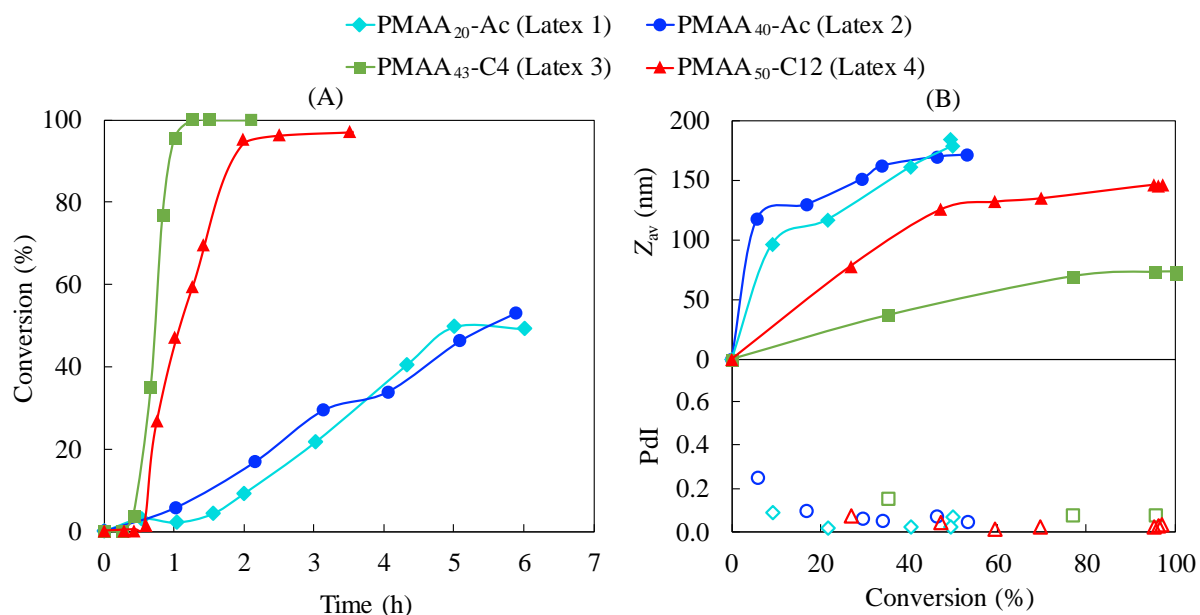 PMAA₂₀-Ac (Latex 1) PMAA₄₀-Ac (Latex 2)
PMAA₄₃-C4 (Latex 3) PMAA₅₀-C12 (Latex 4)
(A)
100
80
60
40
20
0
Conversion (%)
0 1 2 3 4 5 6 7
Time (h)
(B)
200
150
100
50
0
Z_av (nm)
0.6
0.4
0.2
0.0
PdI
0 20 40 60 80 100
Conversion (%)